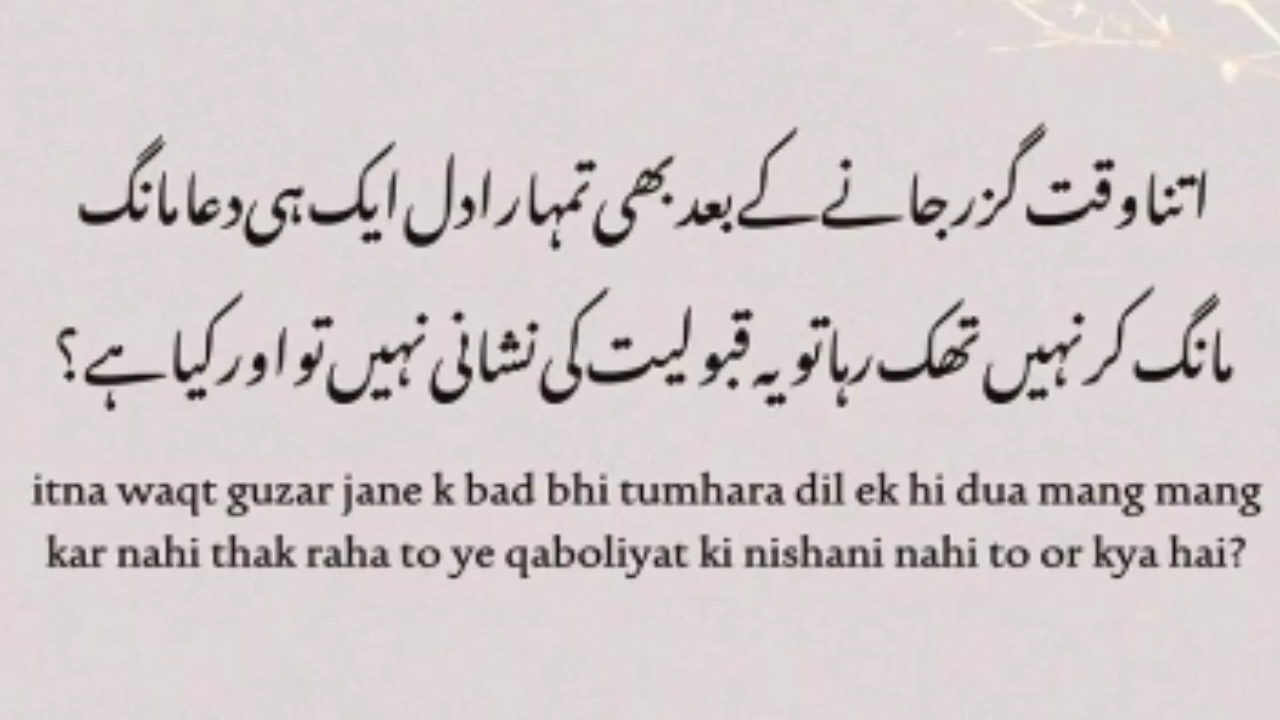 اتنا وقت گزر جانے کے بعد بھی تمہارا دل ایک ہی دعا مانگ
مانگ کر نہیں تھک رہا تو یہ قبولیت کی نشانی نہیں تو اور کیا ہے؟
itna waqt guzar jane k bad bhi tumhara dil ek hi dua mang mang
kar nahi thak raha to ye qaboliyat ki nishani nahi to or kya hai?